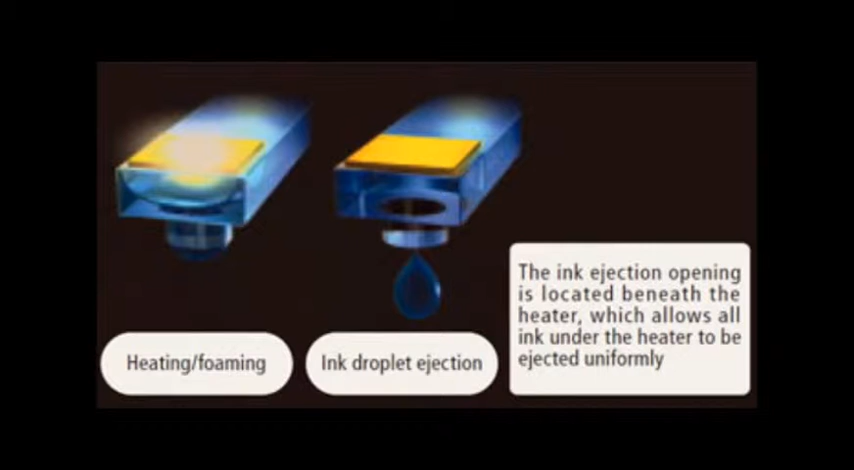 The ink ejection opening
is located beneath the
heater, which allows all
ink under the heater to be
ejected uniformly
Heating/foaming
Ink droplet ejection